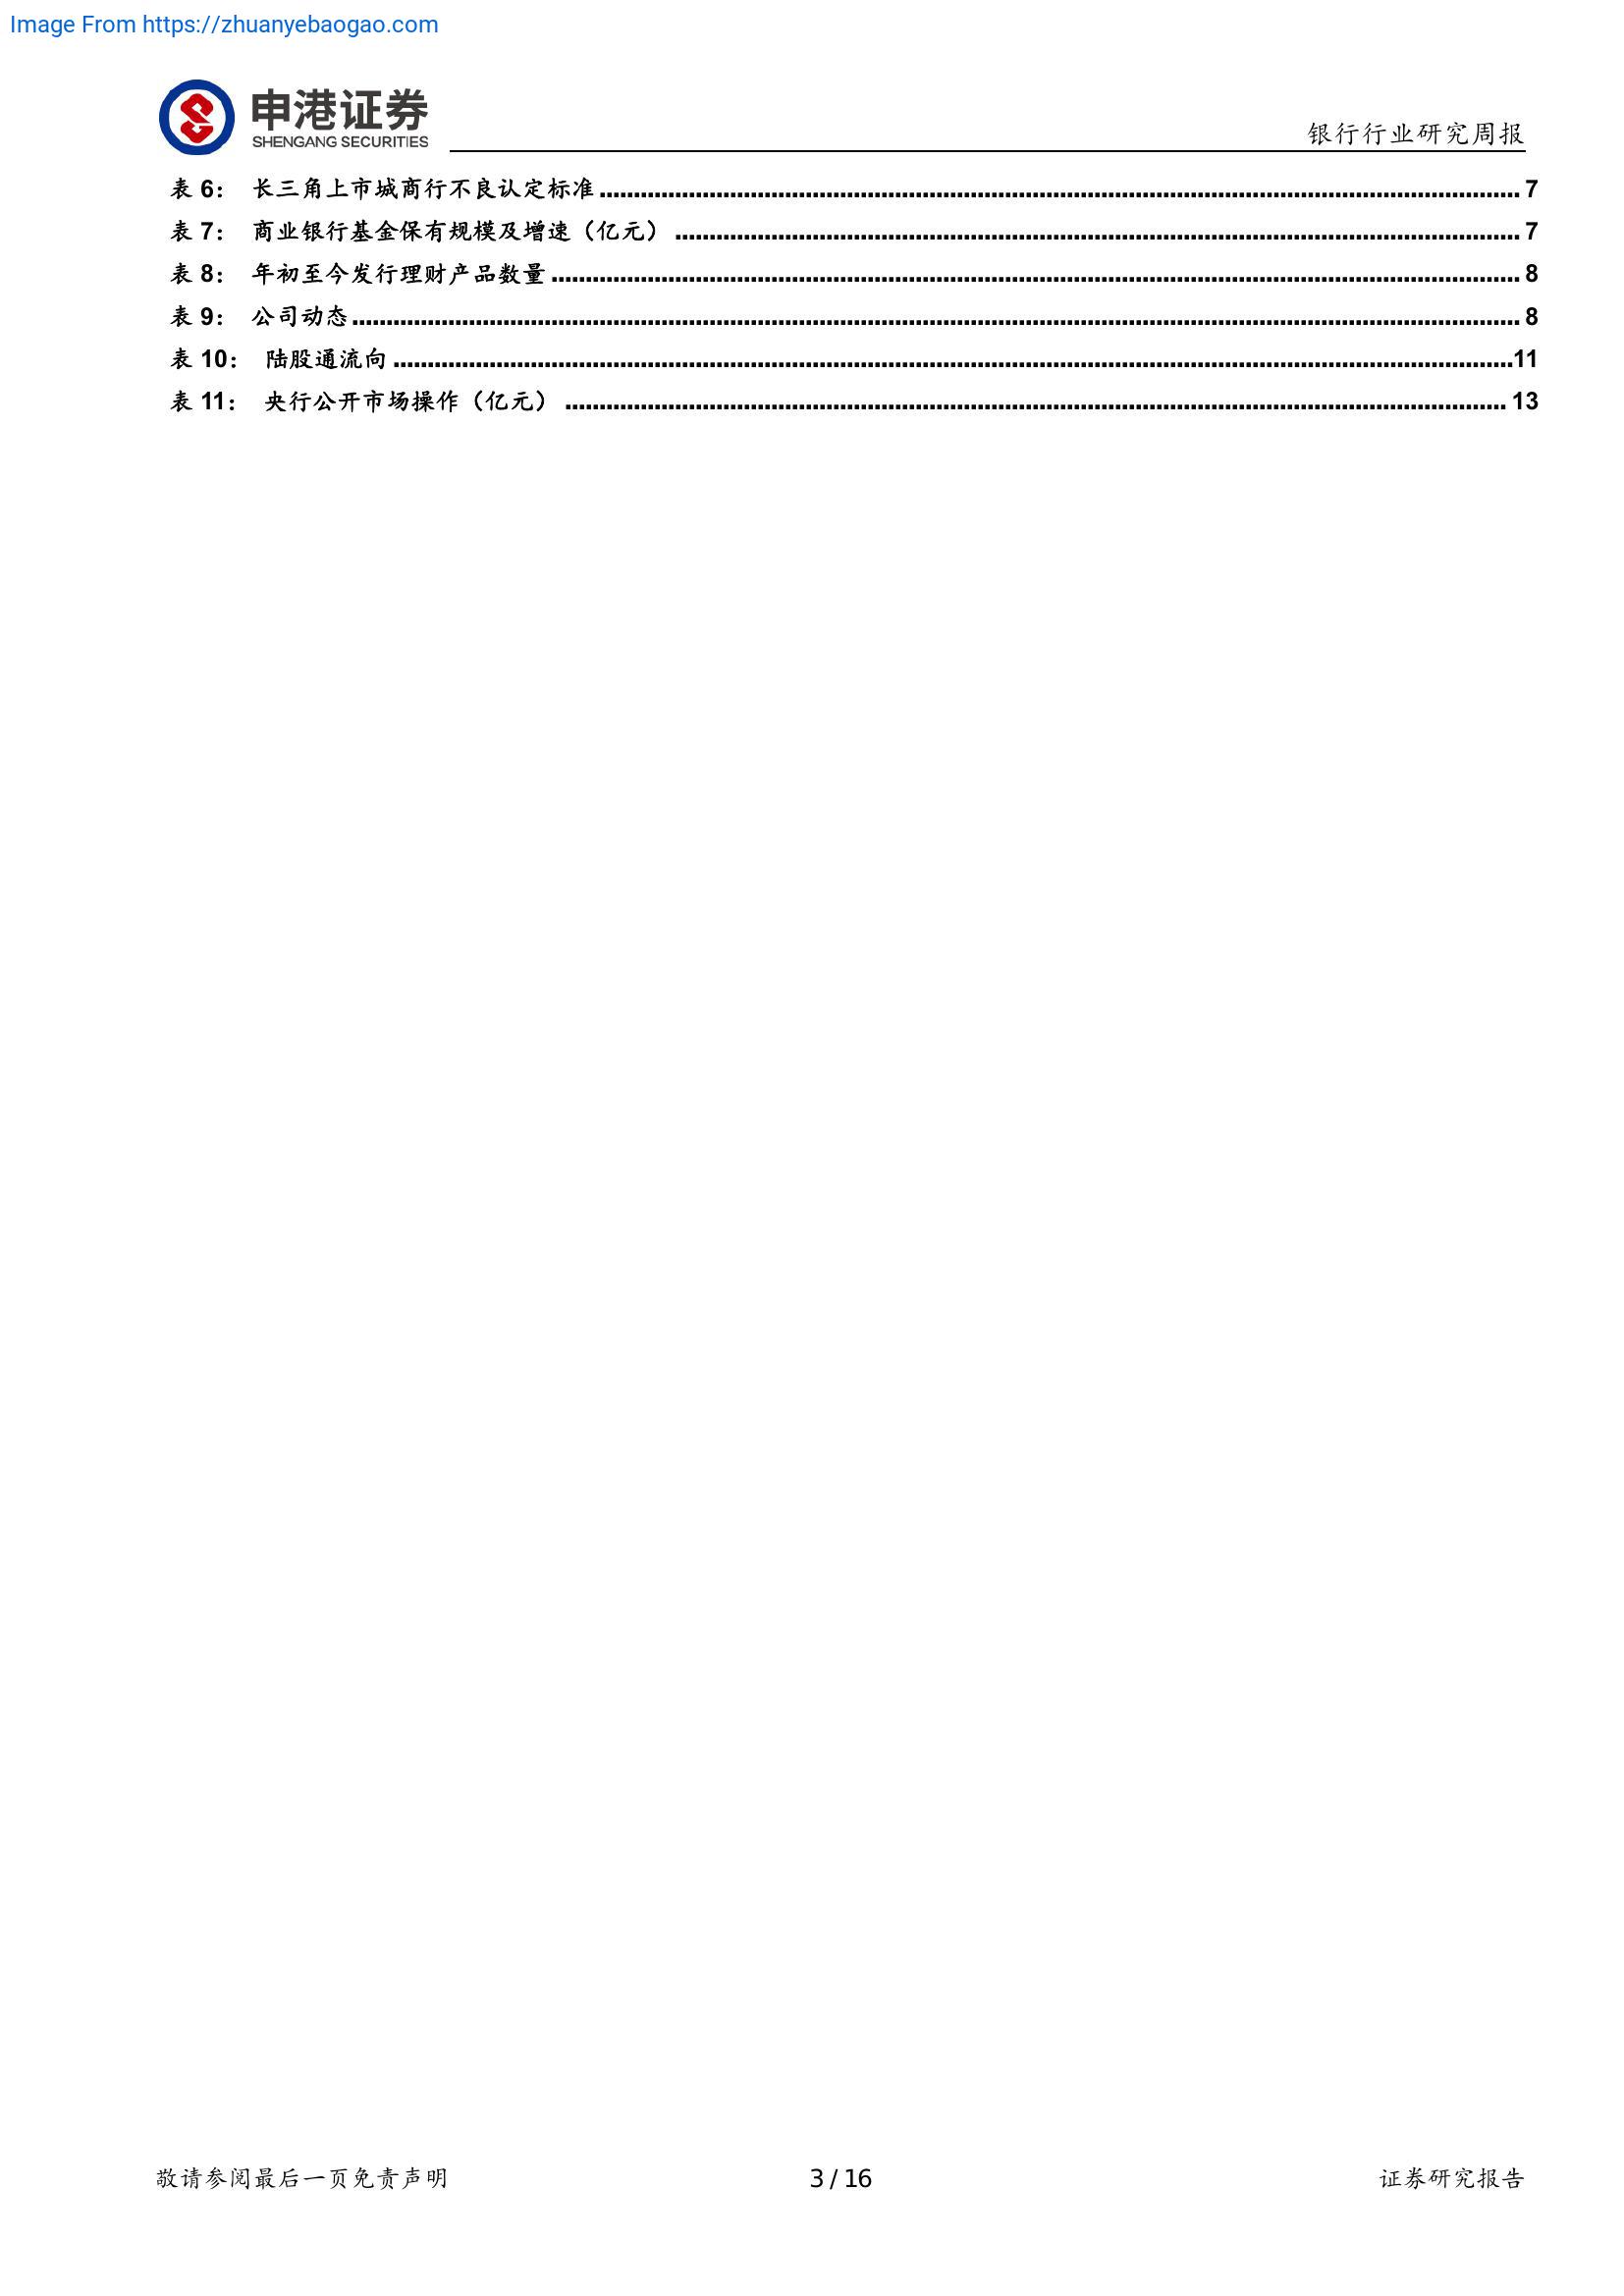 Image From https://zhuanyebaogao.com
申港证券
SHENGANG SECURITIES
银行行业研究周报
表 6： 长三角上市城商行不良认定标准 ........ 7
表 7： 商业银行基金保有规模及增速（亿元） ........ 7
表 8： 年初至今发行理财产品数量 ........ 8
表 9： 公司动态 ........ 8
表 10： 陆股通流向 ........ 11
表 11： 央行公开市场操作（亿元） ........ 13
敬请参阅最后一页免责声明 3 / 16 证券研究报告